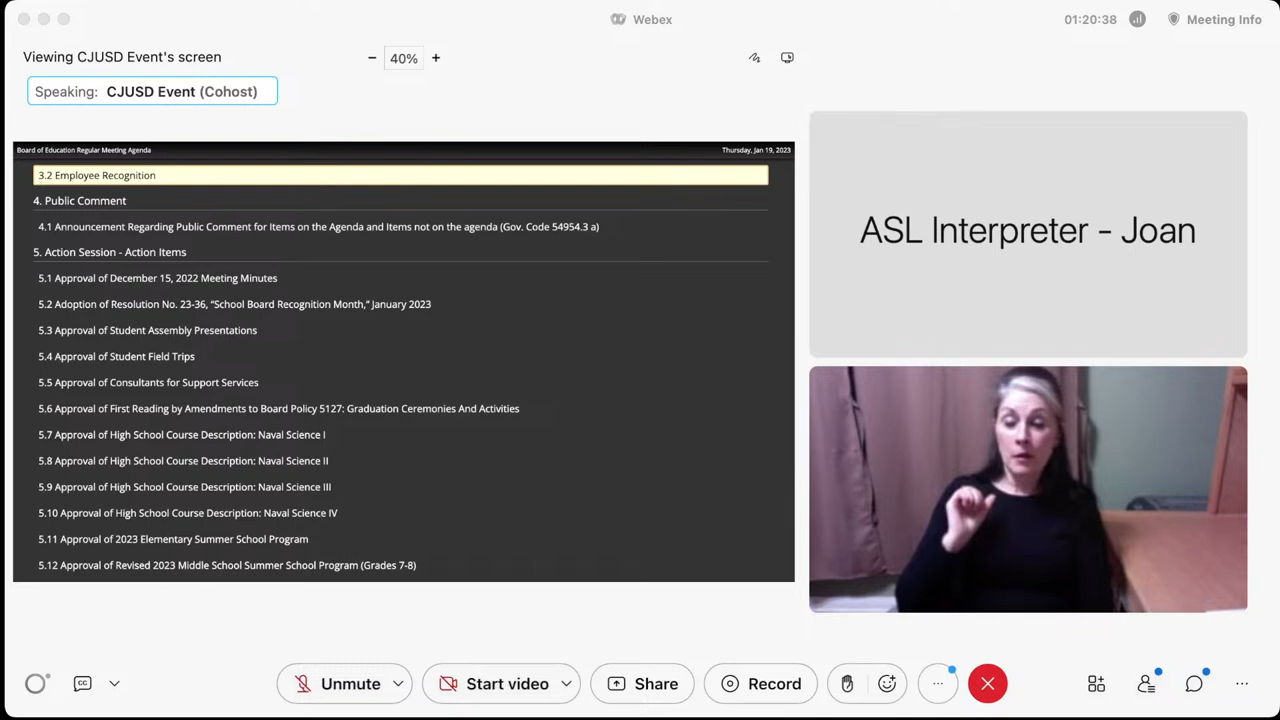 Webex
01:20:38
Meeting Info
Viewing CJUSD Event's screen
− 40% +
Speaking: CJUSD Event (Cohost)
Board of Education Regular Meeting Agenda
Thursday, Jan 19, 2023
3.2 Employee Recognition
4. Public Comment
4.1 Announcement Regarding Public Comment for Items on the Agenda and Items not on the agenda (Gov. Code 54954.3 a)
5. Action Session - Action Items
5.1 Approval of December 15, 2022 Meeting Minutes
5.2 Adoption of Resolution No. 23-36, “School Board Recognition Month,” January 2023
5.3 Approval of Student Assembly Presentations
5.4 Approval of Student Field Trips
5.5 Approval of Consultants for Support Services
5.6 Approval of First Reading by Amendments to Board Policy 5127: Graduation Ceremonies And Activities
5.7 Approval of High School Course Description: Naval Science I
5.8 Approval of High School Course Description: Naval Science II
5.9 Approval of High School Course Description: Naval Science III
5.10 Approval of High School Course Description: Naval Science IV
5.11 Approval of 2023 Elementary Summer School Program
5.12 Approval of Revised 2023 Middle School Summer School Program (Grades 7-8)
ASL Interpreter - Joan
CC
Unmute
Start video
Share
Record